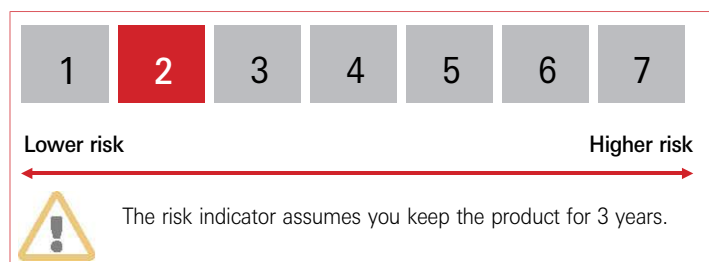 1 2 3 4 5 6 7
Lower risk Higher risk
The risk indicator assumes you keep the product for 3 years.